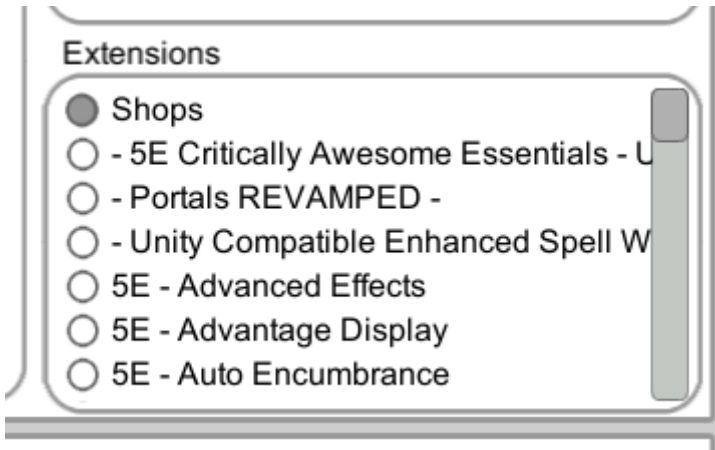 Extensions
Shops
- 5E Critically Awesome Essentials - U
- Portals REVAMPED -
- Unity Compatible Enhanced Spell W
5E - Advanced Effects
5E - Advantage Display
5E - Auto Encumbrance